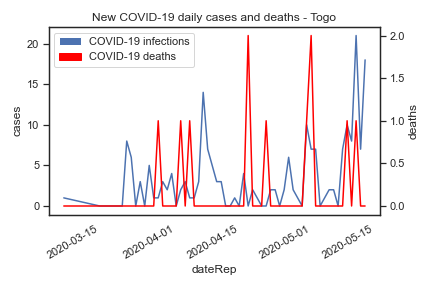 New COVID-19 daily cases and deaths - Togo
COVID-19 infections
COVID-19 deaths
cases
20
15
10
5
0
deaths
2.0
1.5
1.0
0.5
0.0
2020-03-15
2020-04-01
2020-04-15
2020-05-01
2020-05-15
dateRep